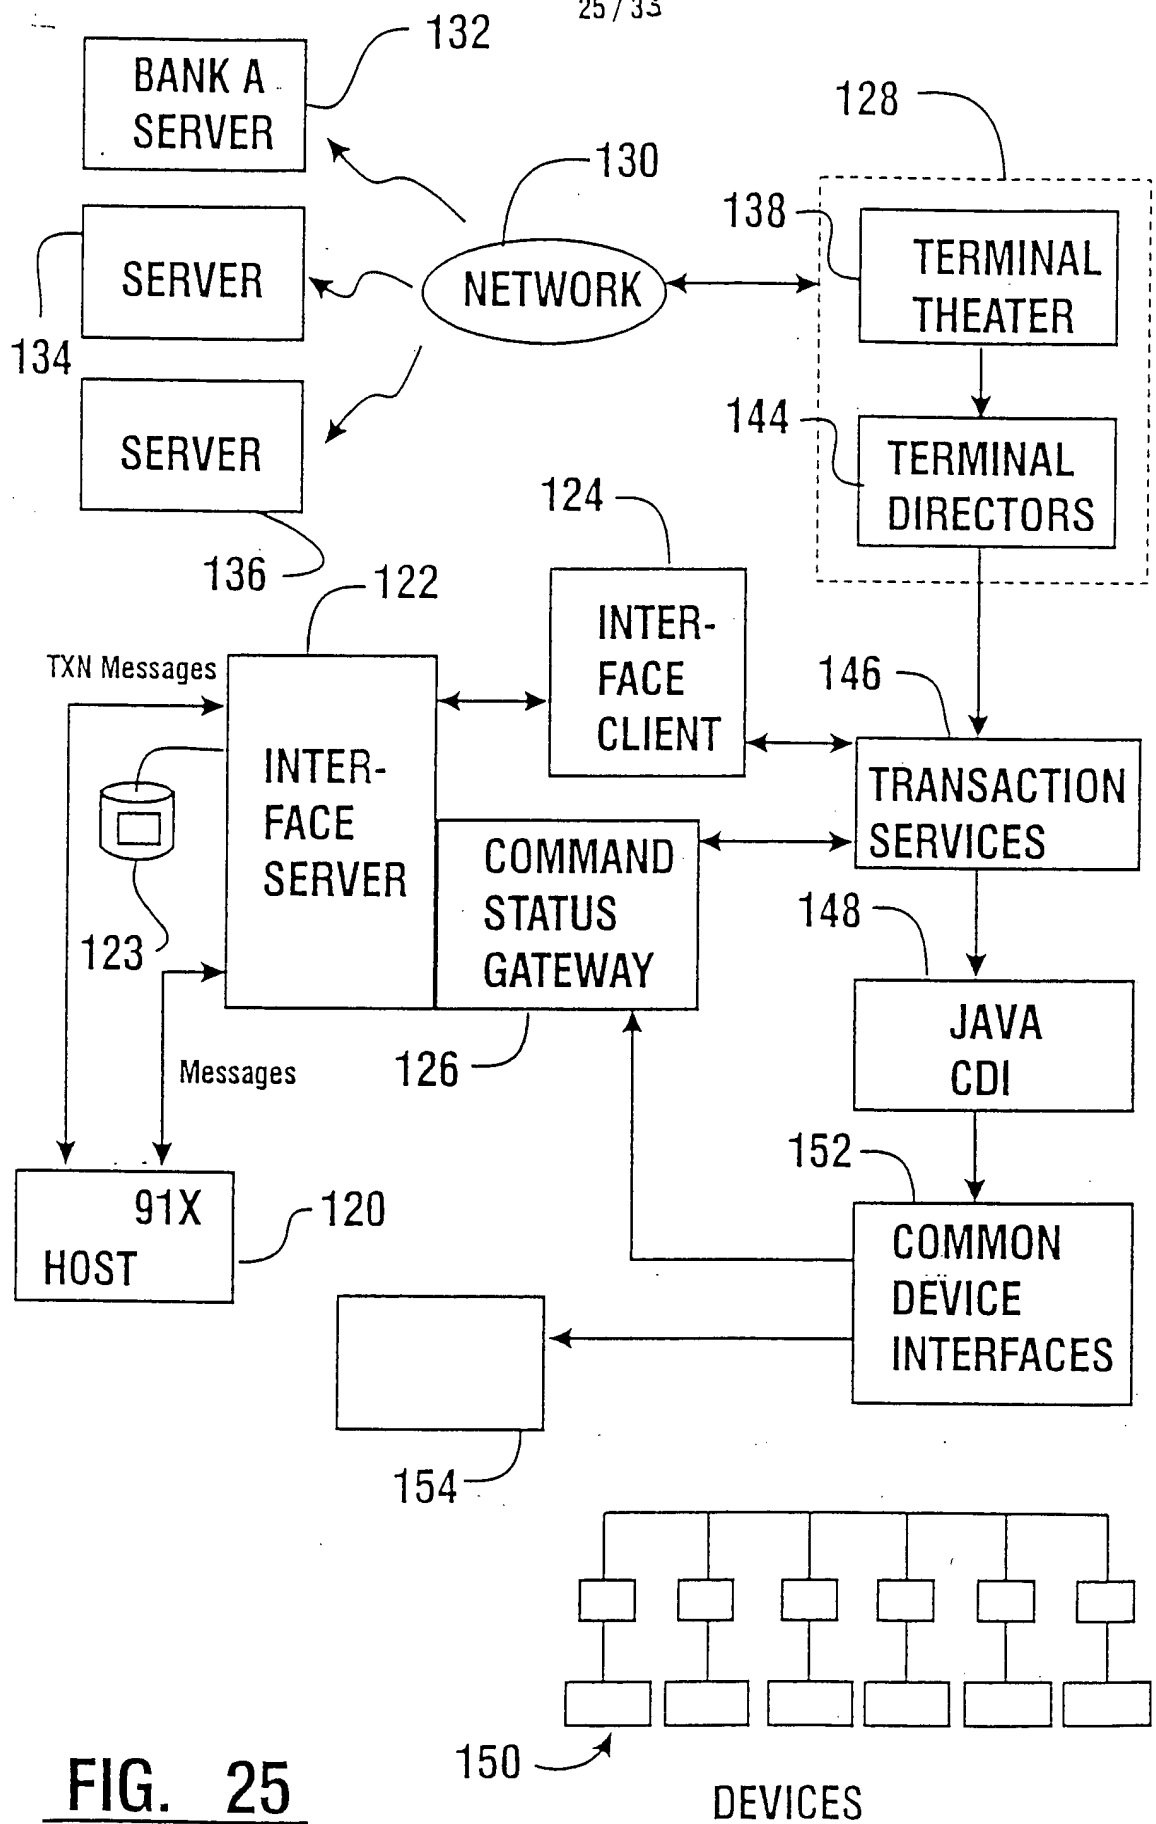 25/33
132
BANK A
SERVER
128
130
138
TERMINAL
THEATER
SERVER
NETWORK
134
144
TERMINAL
DIRECTORS
SERVER
124
136
122
INTER-
FACE
CLIENT
TXN Messages
146
INTER-
FACE
SERVER
TRANSACTION
SERVICES
COMMAND
STATUS
GATEWAY
123
148
JAVA
CDI
126
Messages
152
91X
HOST
120
COMMON
DEVICE
INTERFACES
154
150
DEVICES
FIG. 25